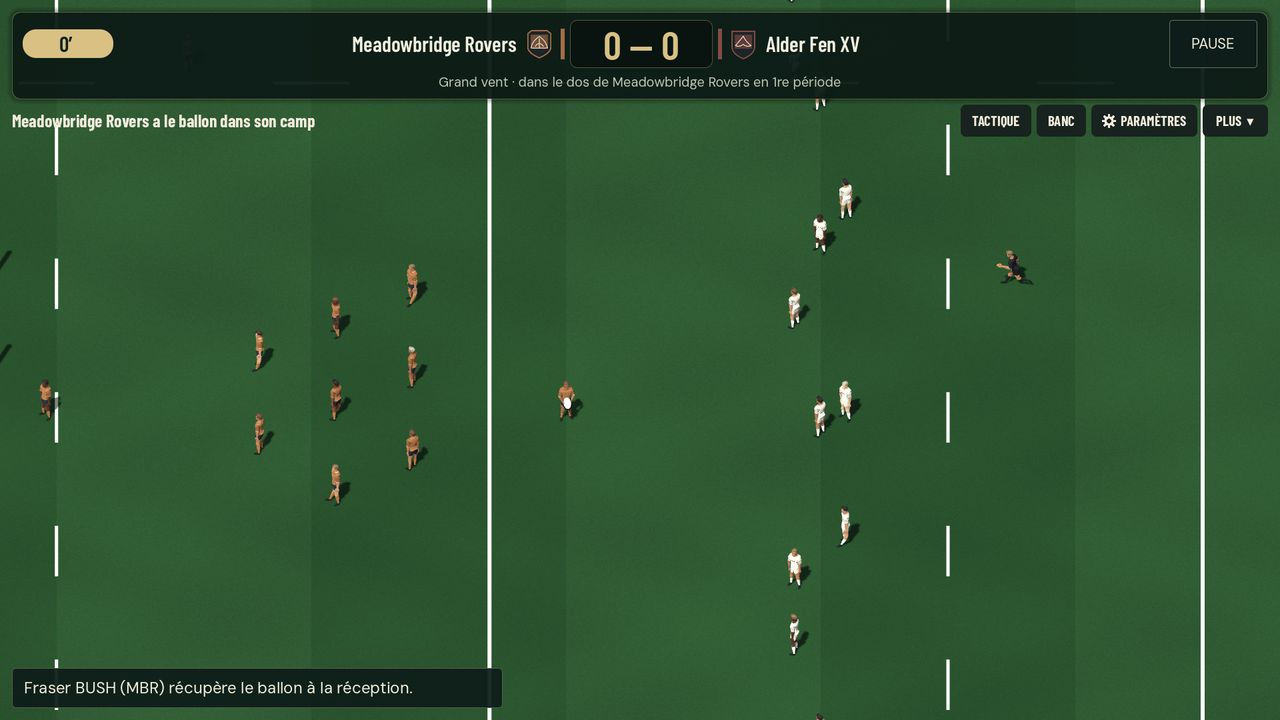 0′
Meadowbridge Rovers 0 — 0 Alder Fen XV
PAUSE
Grand vent · dans le dos de Meadowbridge Rovers en 1re période
Meadowbridge Rovers a le ballon dans son camp
TACTIQUE BANC PARAMÈTRES PLUS ▼
Fraser BUSH (MBR) récupère le ballon à la réception.